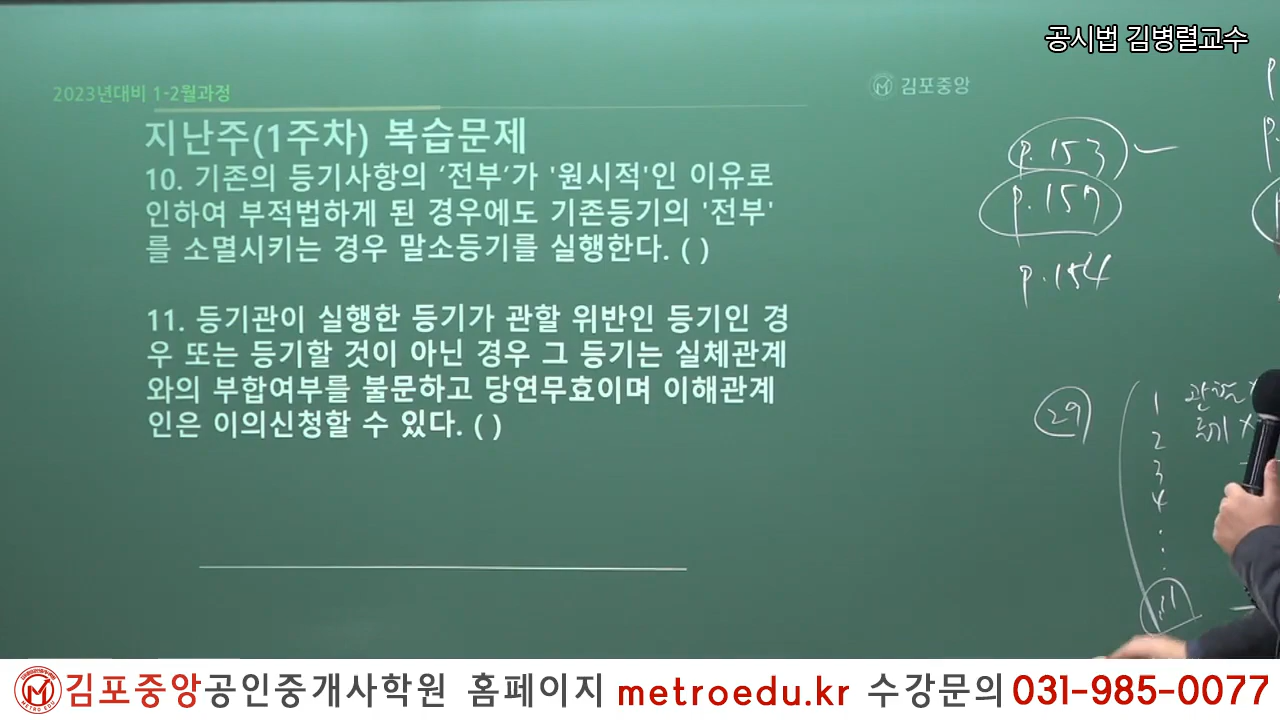 공시법 김병렬교수
2023년대비 1-2월과정
김포중앙
지난주(1주차) 복습문제
10. 기존의 등기사항의 ‘전부’가 '원시적'인 이유로
인하여 부적법하게 된 경우에도 기존등기의 '전부'
를 소멸시키는 경우 말소등기를 실행한다. ( )
11. 등기관이 실행한 등기가 관할 위반인 등기인 경
우 또는 등기할 것이 아닌 경우 그 등기는 실체관계
와의 부합여부를 불문하고 당연무효이며 이해관계
인은 이의신청할 수 있다. ( )
p.153
p.157
p.154
29
1 관할
2 등기 X
3
4
11
김포중앙공인중개사학원 홈페이지 metroedu.kr 수강문의 031-985-0077